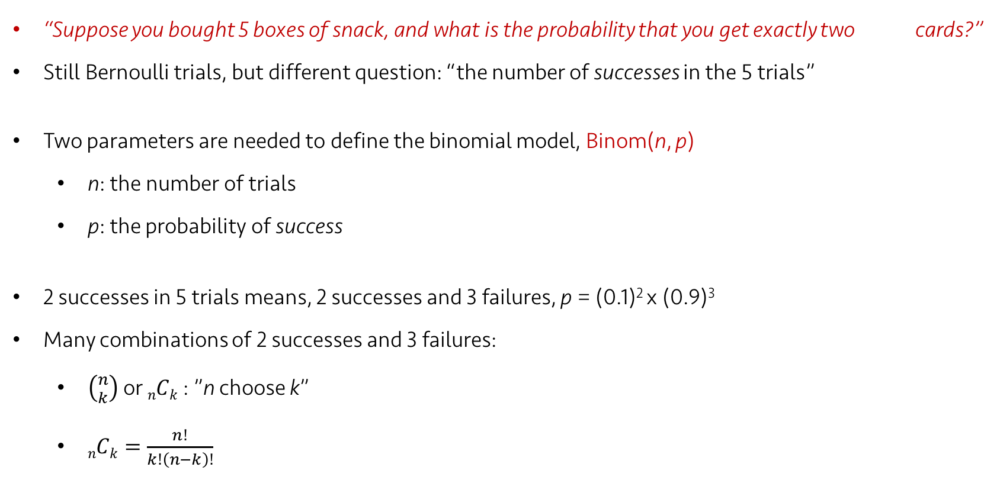 • “Suppose you bought 5 boxes of snack, and what is the probability that you get exactly two cards?”
• Still Bernoulli trials, but different question: “the number of successes in the 5 trials”
• Two parameters are needed to define the binomial model, Binom(n, p)
• n: the number of trials
• p: the probability of success
• 2 successes in 5 trials means, 2 successes and 3 failures, p = (0.1)² x (0.9)³
• Many combinations of 2 successes and 3 failures:
• (n k) or ₙCₖ : ”n choose k”
• ₙCₖ = n! / k!(n−k)!